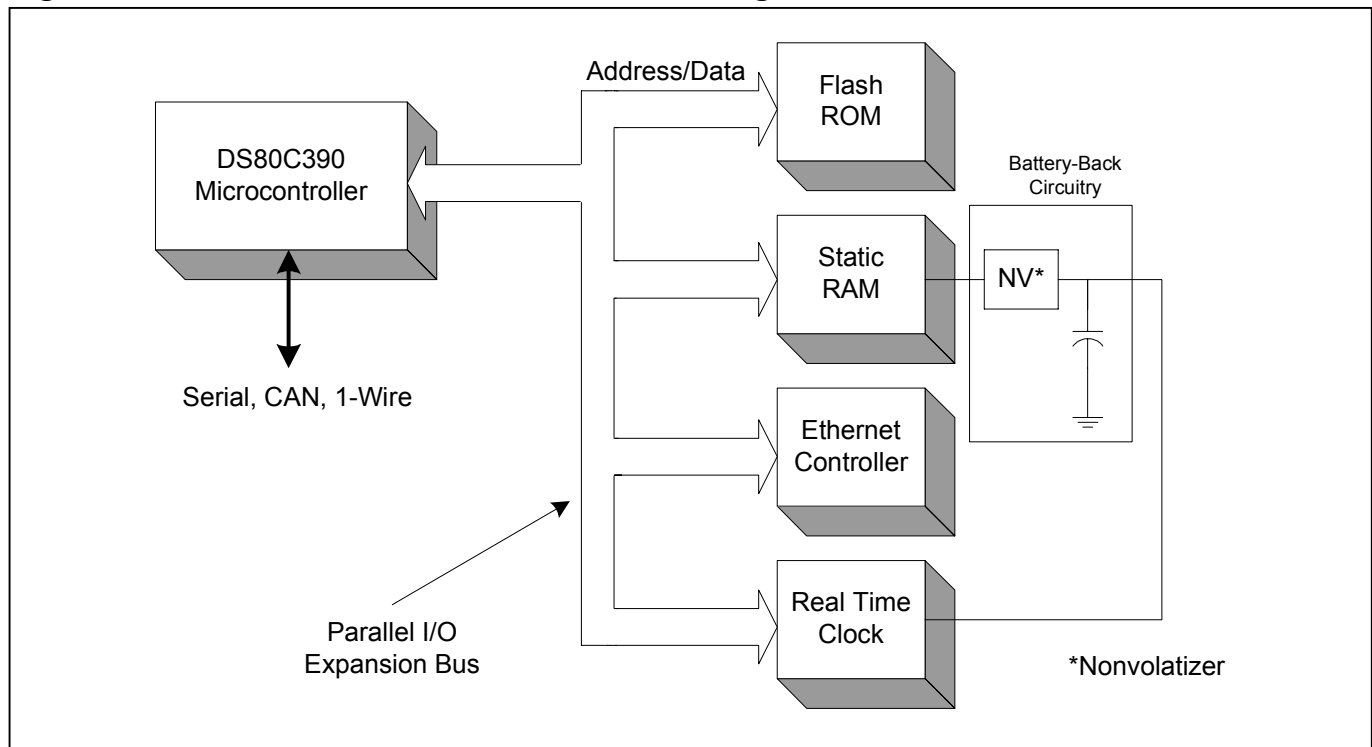 Address/Data
Flash
ROM
DS80C390
Microcontroller
Battery-Back
Circuitry
Static
RAM
NV*
Serial, CAN, 1-Wire
Ethernet
Controller
Real Time
Clock
Parallel I/O
Expansion Bus
*Nonvolatizer